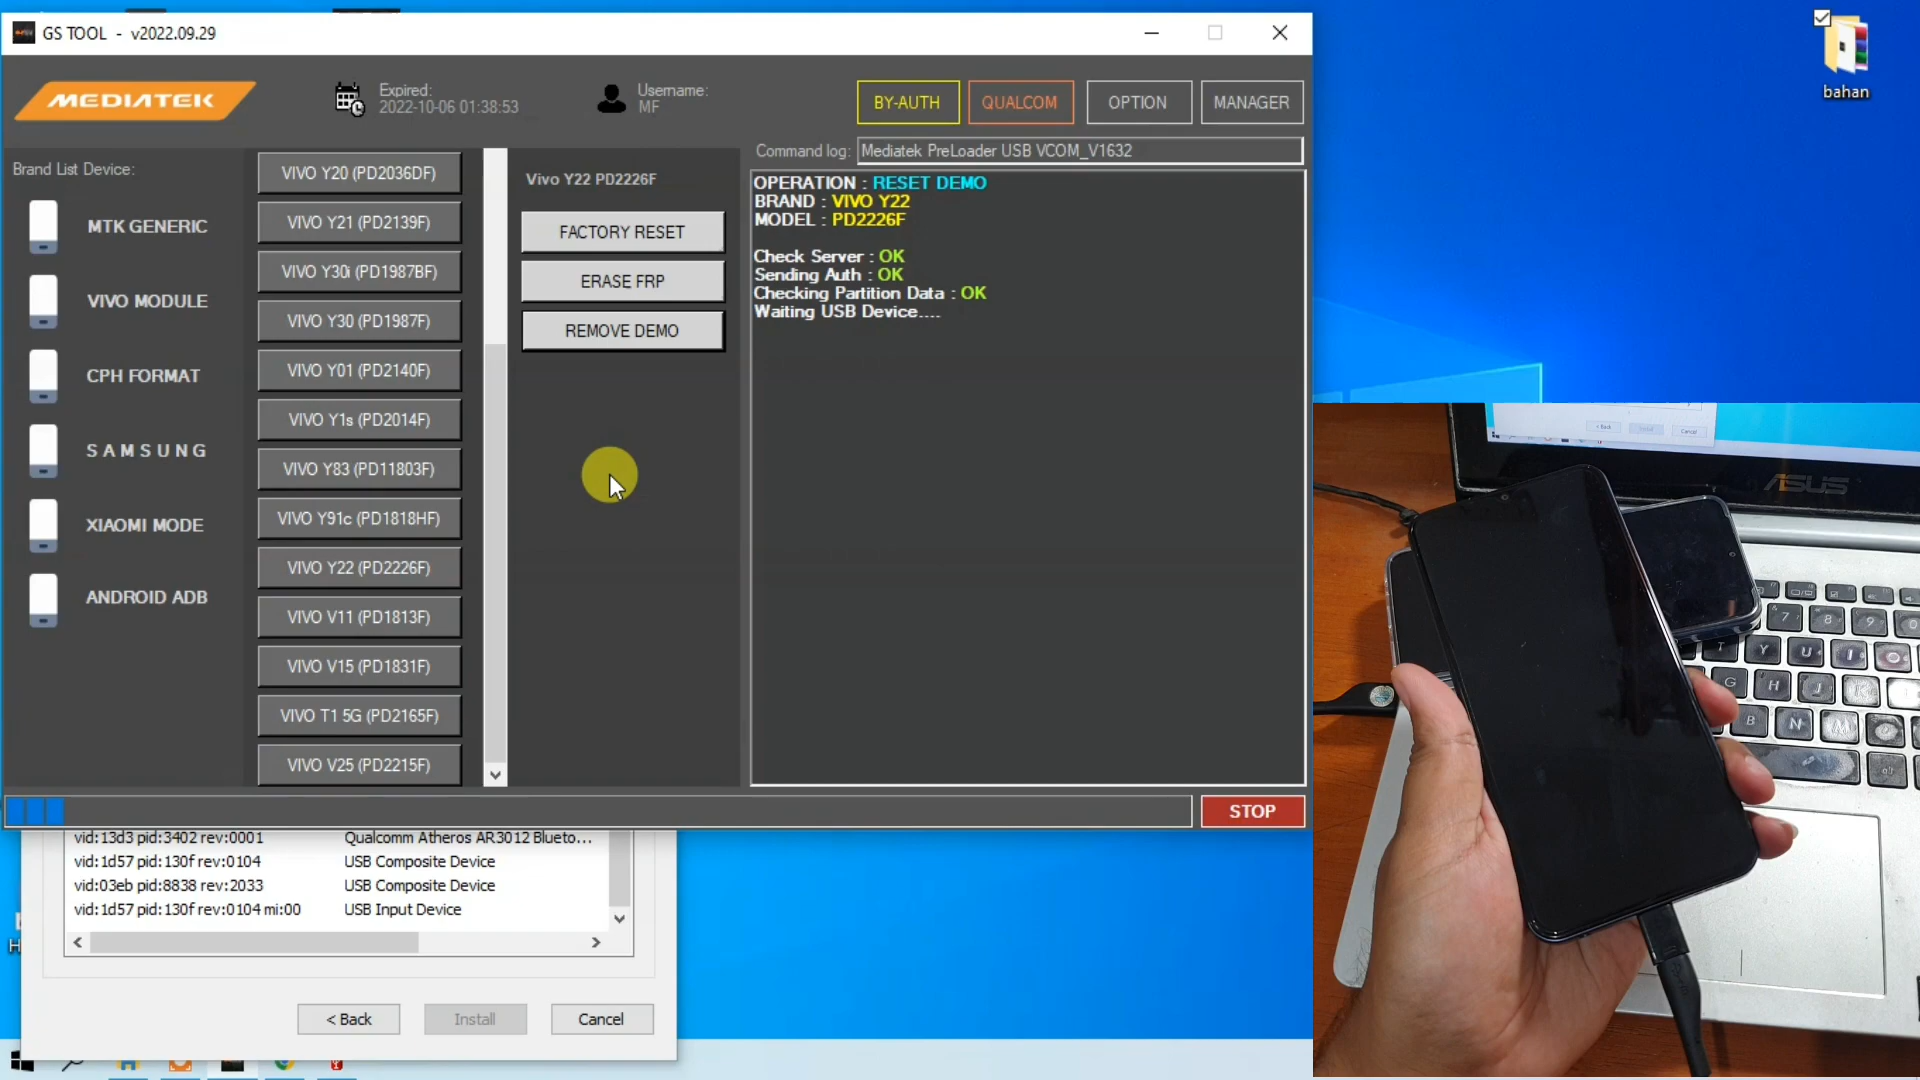 GS TOOL - v2022.09.29
MEDIATEK
Expired:
2022-10-06 01:38:53
Username:
MF
BY-AUTH
QUALCOM
OPTION
MANAGER
Command log:
Mediatek PreLoader USB VCOM_V1632
Brand List Device:
MTK GENERIC
VIVO MODULE
CPH FORMAT
SAMSUNG
XIAOMI MODE
ANDROID ADB
VIVO Y20 (PD2036DF)
VIVO Y21 (PD2139F)
VIVO Y30i (PD1987BF)
VIVO Y30 (PD1987F)
VIVO Y01 (PD2140F)
VIVO Y1s (PD2014F)
VIVO Y83 (PD11803F)
VIVO Y91c (PD1818HF)
VIVO Y22 (PD2226F)
VIVO V11 (PD1813F)
VIVO V15 (PD1831F)
VIVO T1 5G (PD2165F)
VIVO V25 (PD2215F)
Vivo Y22 PD2226F
FACTORY RESET
ERASE FRP
REMOVE DEMO
OPERATION : RESET DEMO
BRAND : VIVO Y22
MODEL : PD2226F
Check Server : OK
Sending Auth : OK
Checking Partition Data : OK
Waiting USB Device....
STOP
vid:13d3 pid:3402 rev:0001 Qualcomm Atheros AR3012 Blueto...
vid:1d57 pid:130f rev:0104 USB Composite Device
vid:03eb pid:8838 rev:2033 USB Composite Device
vid:1d57 pid:130f rev:0104 mi:00 USB Input Device
< Back
Install
Cancel
bahan
< Back
Install
Cancel
ASUS
7
8
9
T
Y
U
I
O
G
H
J
K
L
B
N
M
alt